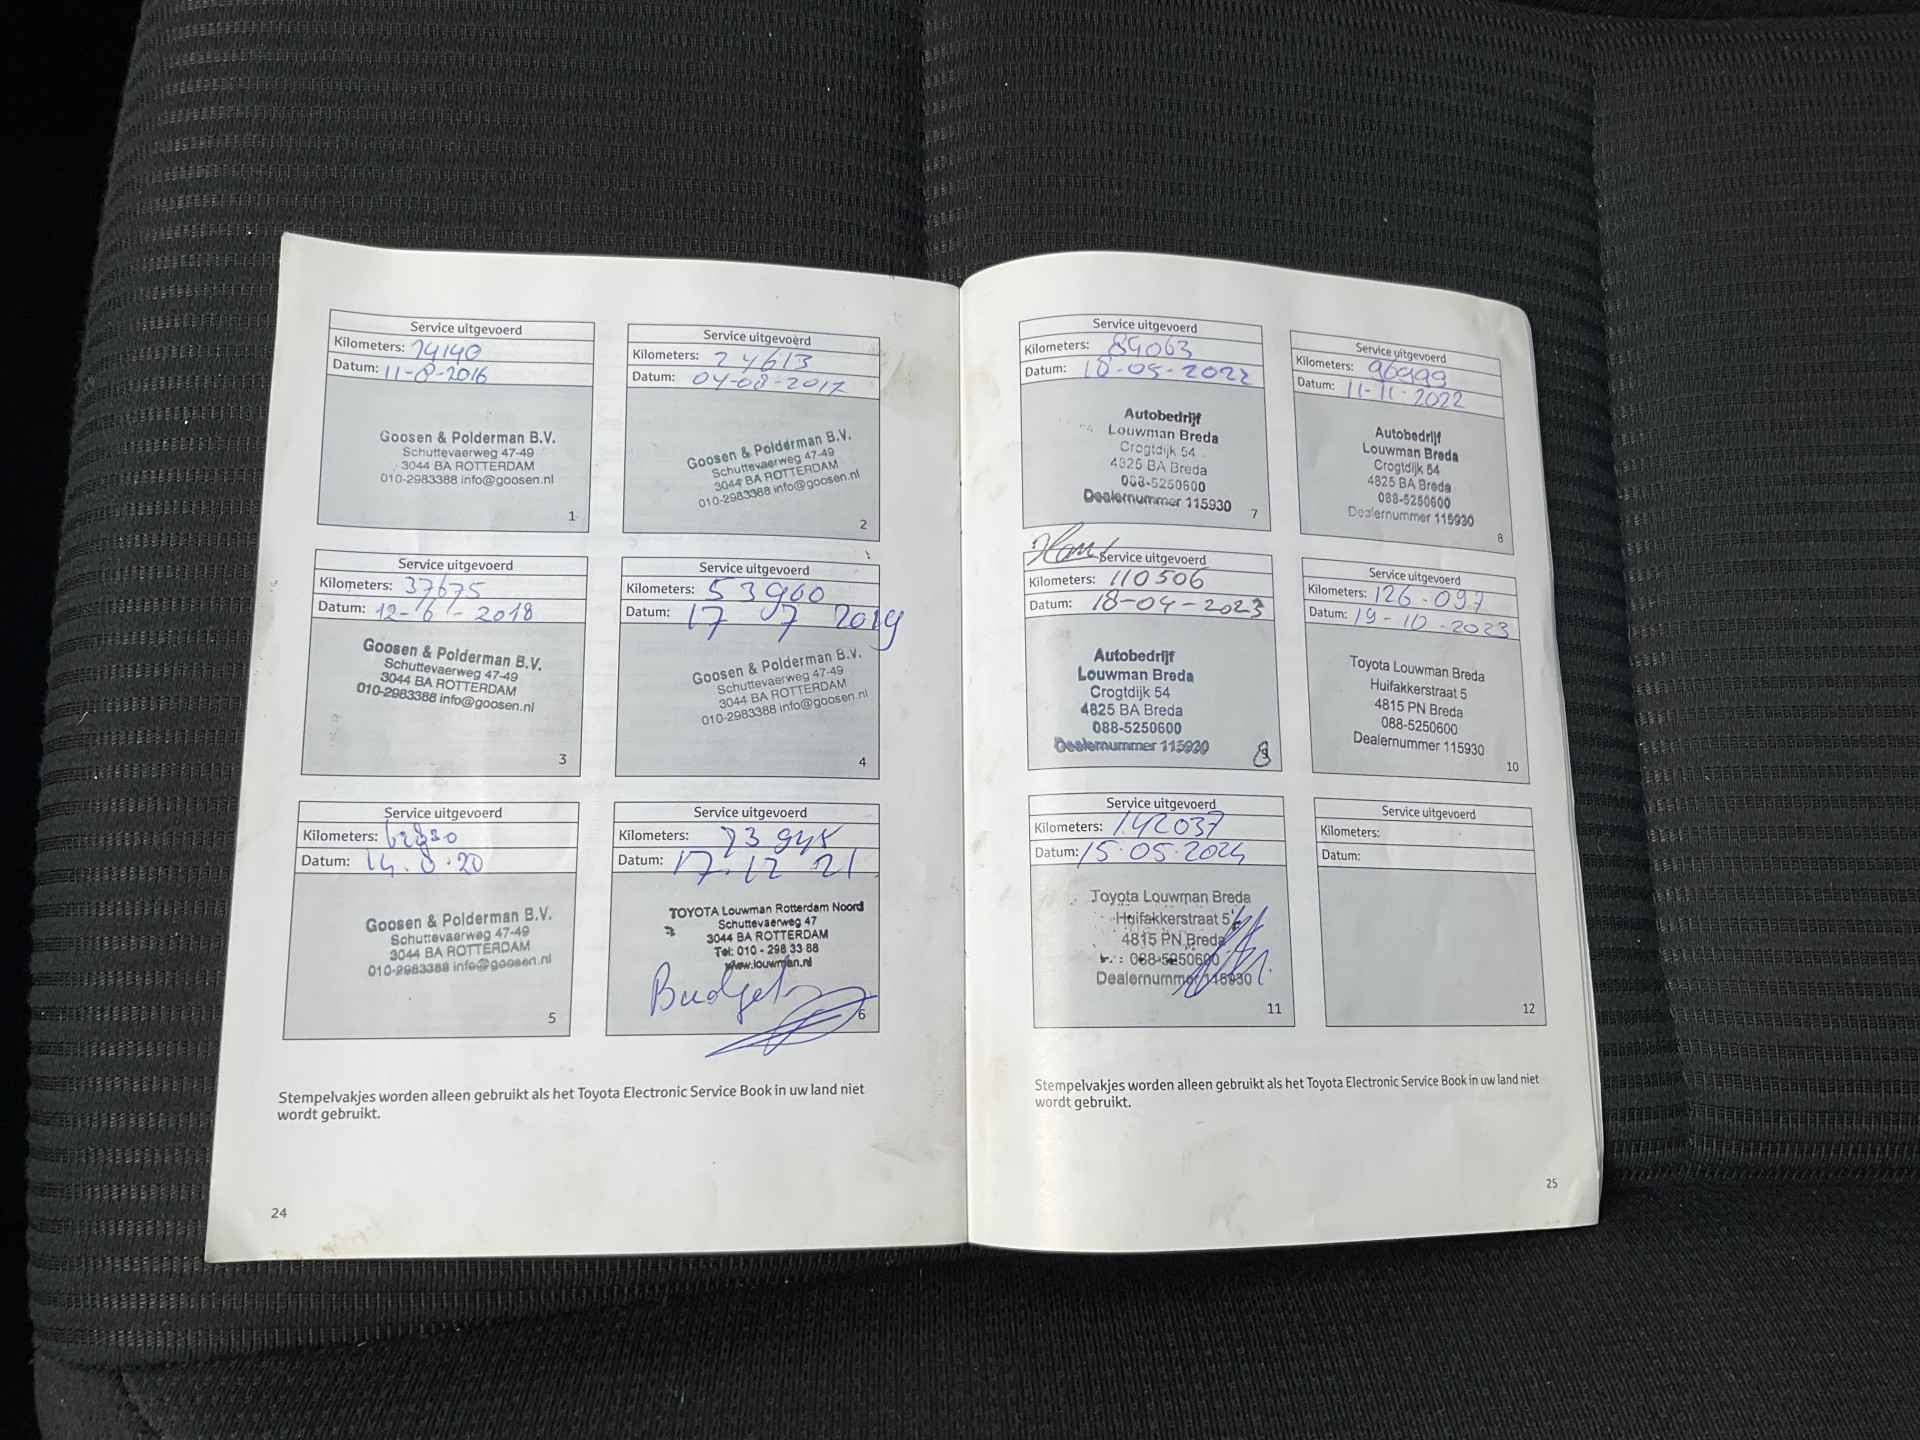 Service uitgevoerd
Kilometers: 14140
Datum: 11-8-2016
Goosen & Polderman B.V.
Schuttevaerweg 47-49
3044 BA ROTTERDAM
010-2983388 info@goosen.nl
1
Service uitgevoerd
Kilometers: 24613
Datum: 04-08-2017
Goosen & Polderman B.V.
Schuttevaerweg 47-49
3044 BA ROTTERDAM
010-2983388 info@goosen.nl
2
Service uitgevoerd
Kilometers: 37675
Datum: 12-6-2018
Goosen & Polderman B.V.
Schuttevaerweg 47-49
3044 BA ROTTERDAM
010-2983388 info@goosen.nl
3
Service uitgevoerd
Kilometers: 53960
Datum: 17 07 2019
Goosen & Polderman B.V.
Schuttevaerweg 47-49
3044 BA ROTTERDAM
010-2983388 info@goosen.nl
4
Service uitgevoerd
Kilometers:
Datum: 14.8.20
Goosen & Polderman B.V.
Schuttevaerweg 47-49
3044 BA ROTTERDAM
010-2983388 info@goosen.nl
5
Service uitgevoerd
Kilometers: 73945
Datum: 17.12 21
TOYOTA Louwman Rotterdam Noord
Schuttevaerweg 47
3044 BA ROTTERDAM
Tel: 010 - 298 33 88
www.louwman.nl
Budget
6
Stempelvakjes worden alleen gebruikt als het Toyota Electronic Service Book in uw land niet
wordt gebruikt.
24
Service uitgevoerd
Kilometers: 84063
Datum: 10-05-2022
Autobedrijf
Louwman Breda
Crogtdijk 54
4825 BA Breda
088-5250600
Dealernummer 115930
7
Service uitgevoerd
Kilometers: 96999
Datum: 11-11-2022
Autobedrijf
Louwman Breda
Crogtdijk 54
4825 BA Breda
088-5250600
Dealernummer 115930
8
Service uitgevoerd
Kilometers: 110506
Datum: 18-04-2023
Autobedrijf
Louwman Breda
Crogtdijk 54
4825 BA Breda
088-5250600
Dealernummer 115930
Service uitgevoerd
Kilometers: 126.097
Datum: 19-10-2023
Toyota Louwman Breda
Huifakkerstraat 5
4815 PN Breda
088-5250600
Dealernummer 115930
10
Service uitgevoerd
Kilometers: 142037
Datum: 15.05.2024
Toyota Louwman Breda
Huifakkerstraat 5
4815 PN Breda
088-5250600
Dealernummer 115930
11
Service uitgevoerd
Kilometers:
Datum:
12
Stempelvakjes worden alleen gebruikt als het Toyota Electronic Service Book in uw land niet
wordt gebruikt.
25